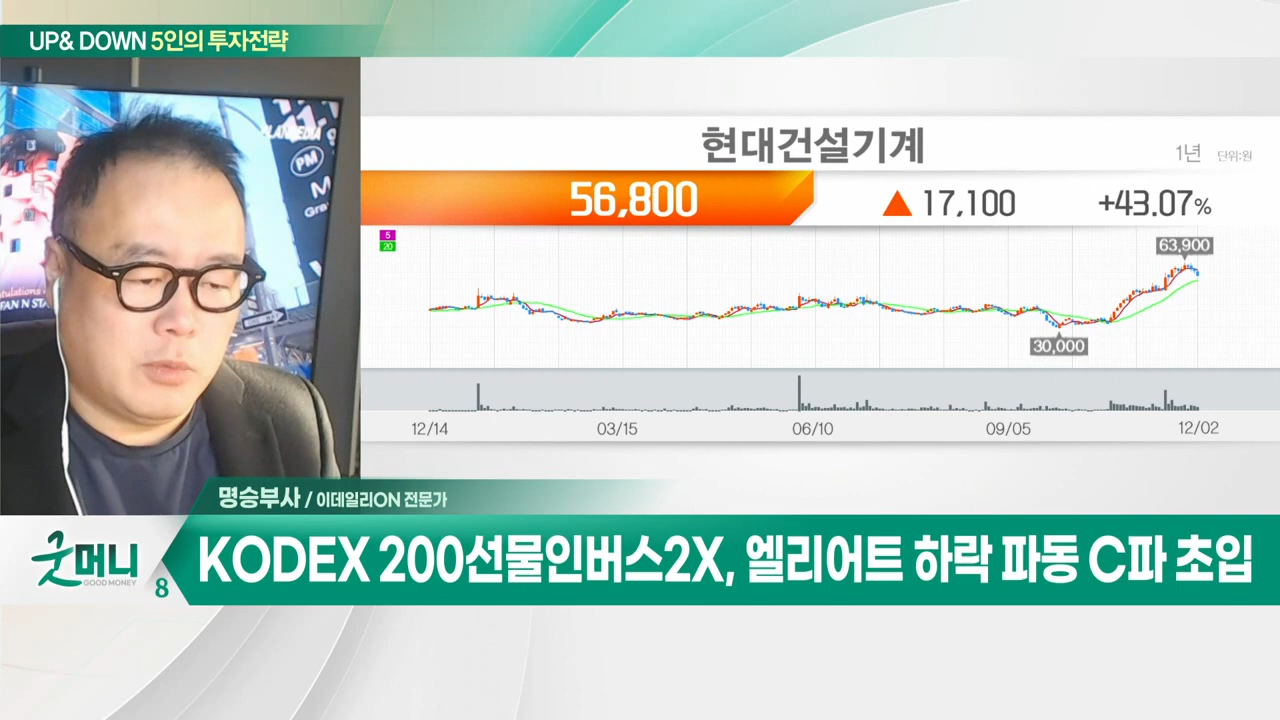 UP& DOWN 5인의 투자전략
LANMEDIA
PM
현대건설기계
1년 단위:원
56,800 ▲ 17,100 +43.07%
5
20
63,900
30,000
12/14 03/15 06/10 09/05 12/02
명승부사 / 이데일리ON 전문가
굿머니
GOOD MONEY
8
KODEX 200선물인버스2X, 엘리어트 하락 파동 C파 초입